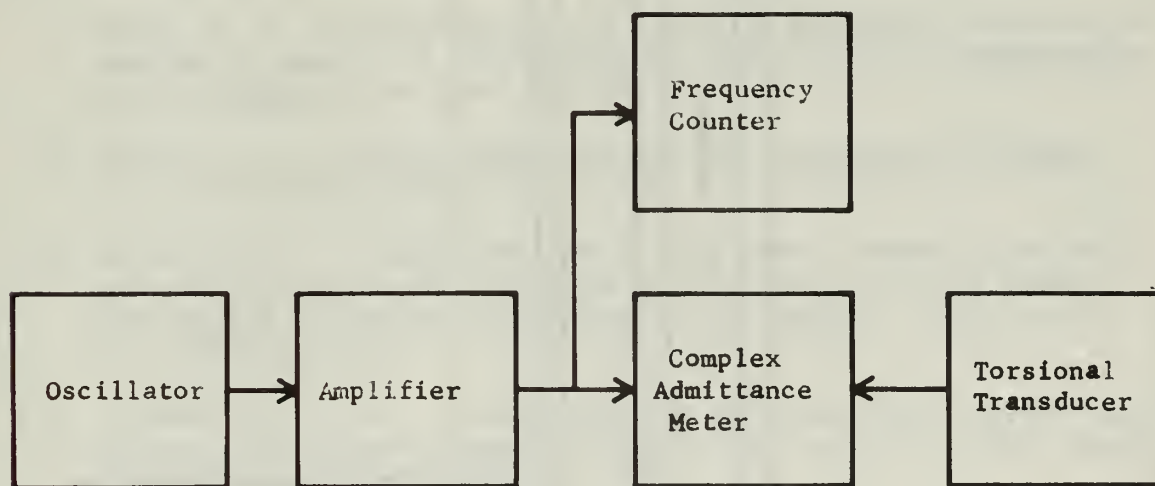 Frequency
Counter
Oscillator
Amplifier
Complex
Admittance
Meter
Torsional
Transducer